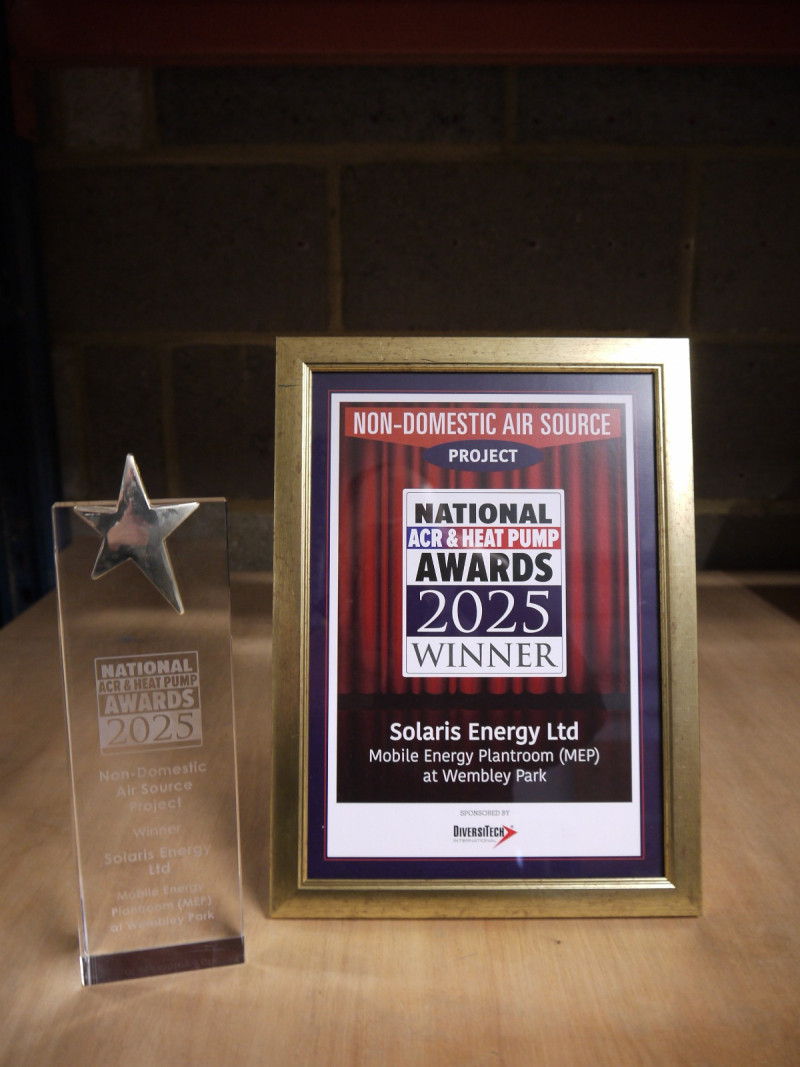 NATIONAL
ACR & HEAT PUMP
AWARDS
2025
Non-Domestic
Air Source
Project
Winner
Solaris Energy
Ltd
Mobile Energy
Plantroom (MEP)
at Wembley Park
NON-DOMESTIC AIR SOURCE
PROJECT
NATIONAL
ACR & HEAT PUMP
AWARDS
2025
WINNER
Solaris Energy Ltd
Mobile Energy Plantroom (MEP)
at Wembley Park
SPONSORED BY
DIVERSITECH
INTERNATIONAL